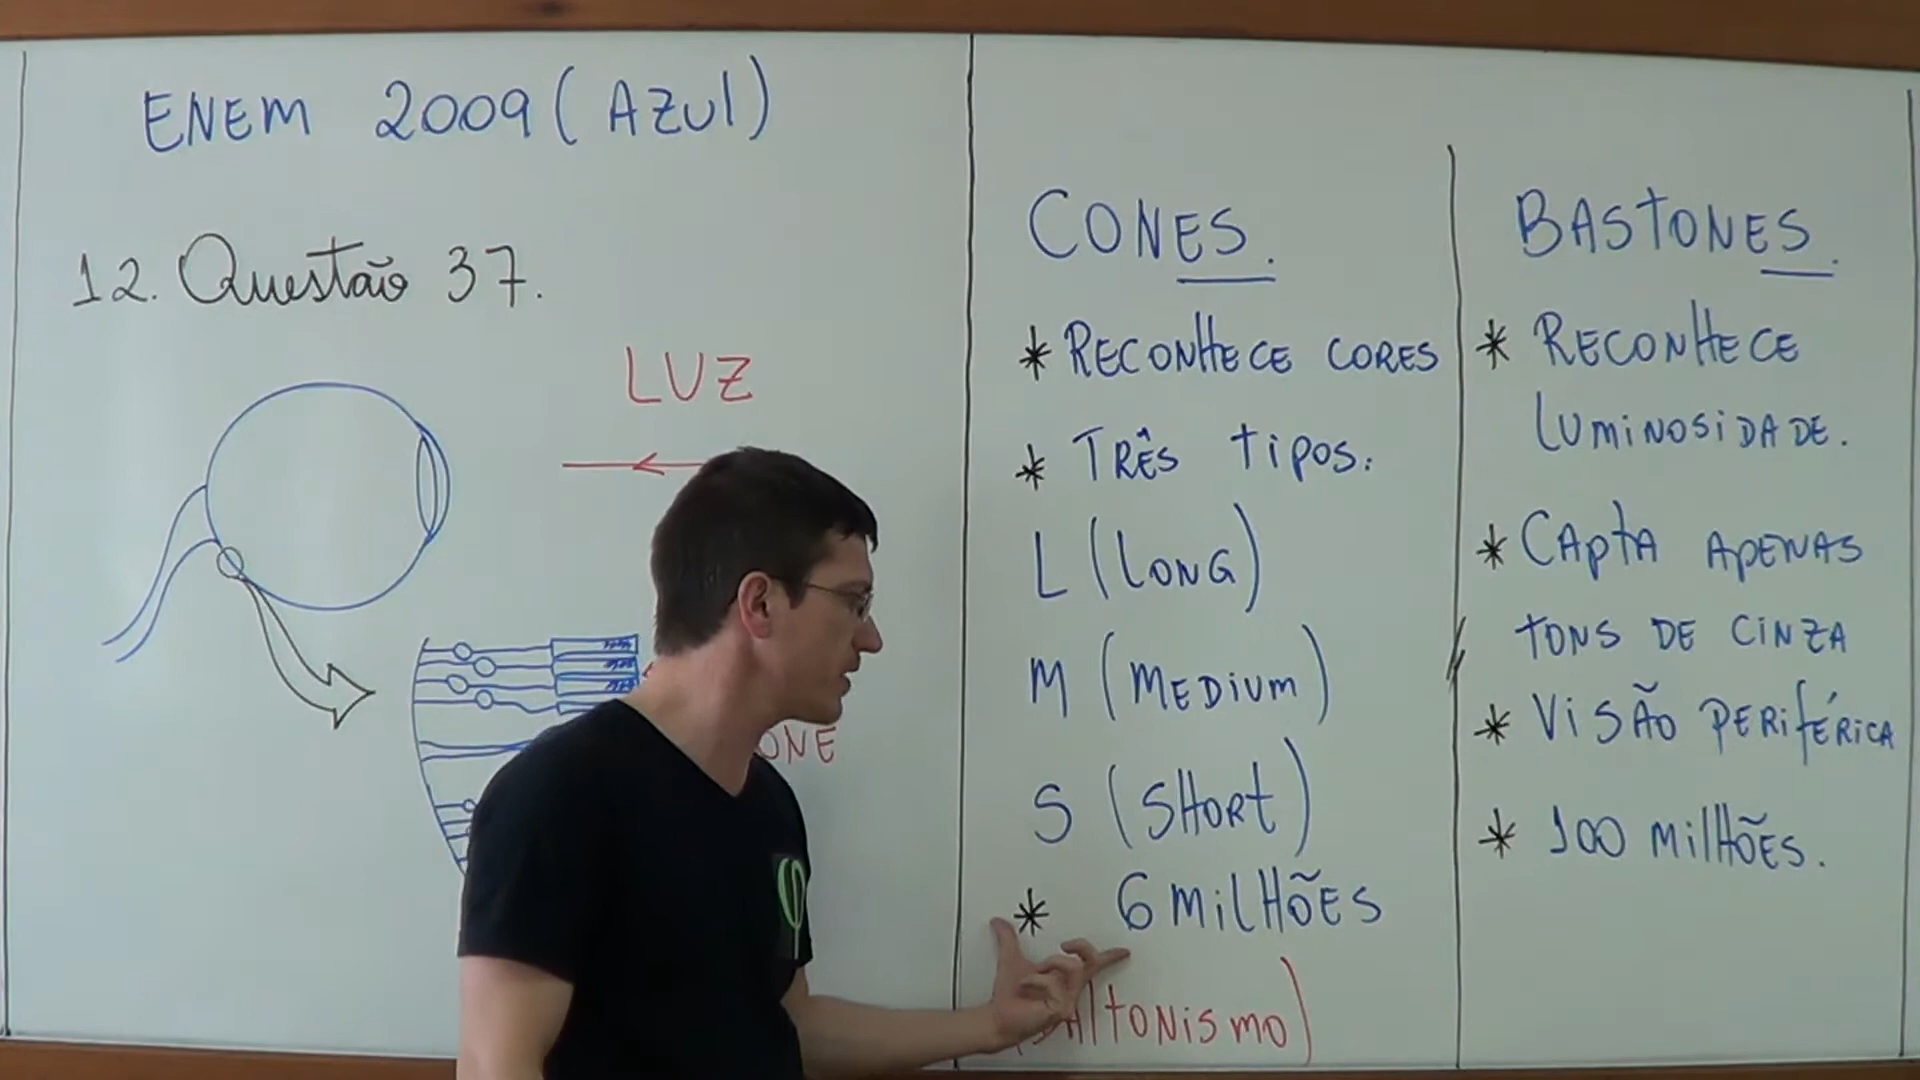 ENEM 2009 (AZUL)
12. Questão 37.
LUZ
CONES.
* RECONHECE CORES
* TRÊS TIPOS:
L (LONG)
M (MEDIUM)
S (SHORT)
* 6 MILHÕES
BASTONES.
* RECONHECE
LUMINOSIDADE.
* CAPTA APENAS
TONS DE CINZA
* VISÃO PERIFÉRICA
* 100 MILHÕES.